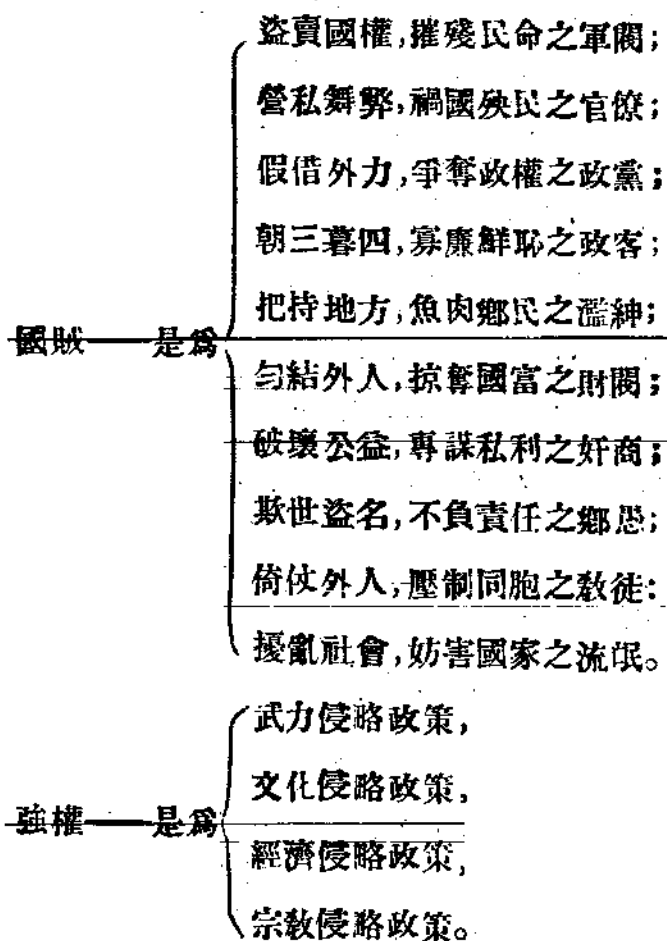 盜賣國權,摧殘民命之軍閥;
營私舞弊,禍國殃民之官僚;
假借外力,爭奪政權之政黨;
朝三暮四,寡廉鮮恥之政客;
把持地方,魚肉鄉民之濫紳;
國賊——是爲
勾結外人,掠奪國富之財閥;
破壞公益,專謀私利之奸商;
欺世盜名,不負責任之鄉愿;
倚仗外人,壓制同胞之敎徒:
擾亂社會,妨害國家之流氓。
武力侵略政策,
文化侵略政策,
強權——是爲
經濟侵略政策,
宗敎侵略政策。